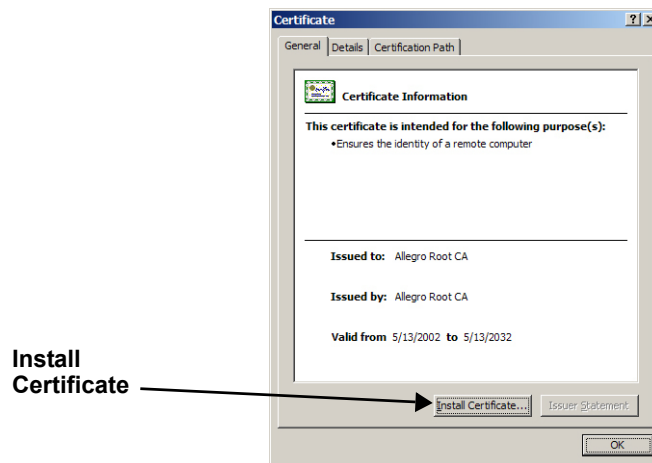 Certificate
General Details Certification Path
Certificate Information
This certificate is intended for the following purpose(s):
•Ensures the identity of a remote computer
Issued to: Allegro Root CA
Issued by: Allegro Root CA
Valid from 5/13/2002 to 5/13/2032
Install
Certificate
Install Certificate... Issuer Statement
OK